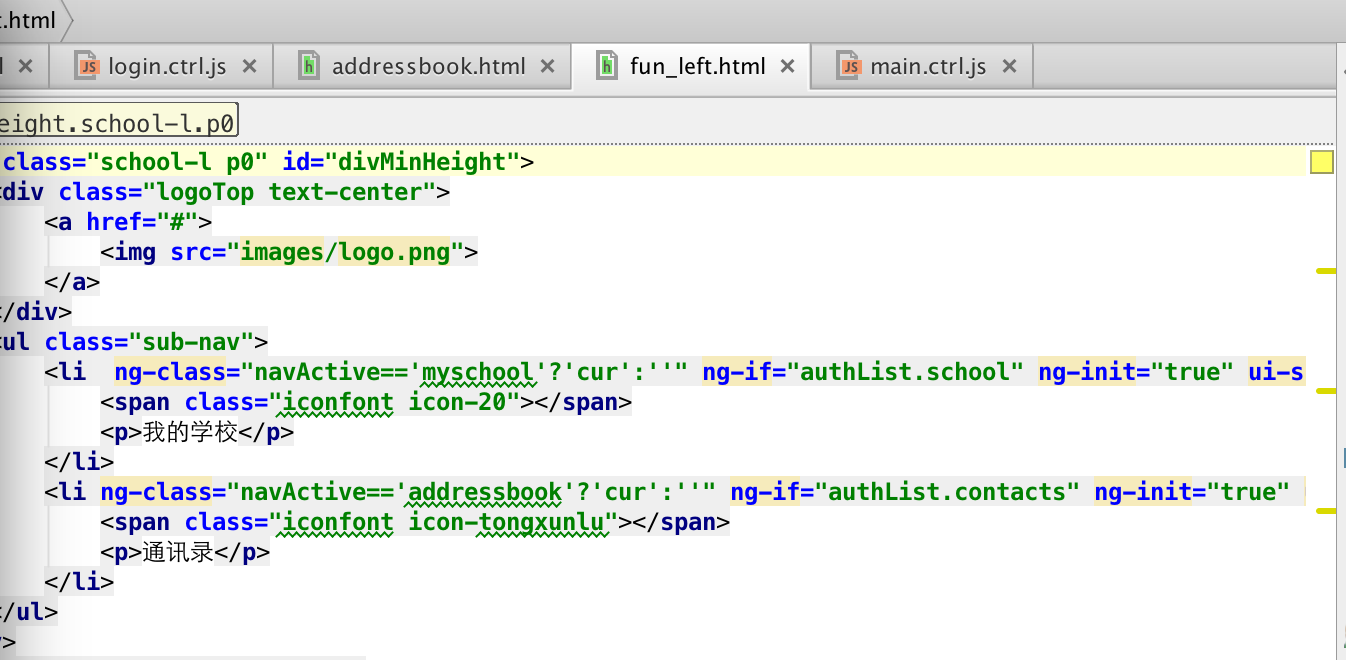 .html
login.ctrl.js addressbook.html fun_left.html main.ctrl.js
eight.school-l.p0
class="school-l p0" id="divMinHeight">
div class="logoTop text-center">
<a href="#">
<img src="images/logo.png">
</a>
</div>
ul class="sub-nav">
<li ng-class="navActive=='myschool'?'cur':''" ng-if="authList.school" ng-init="true" ui-s
<span class="iconfont icon-20"></span>
<p>我的学校</p>
</li>
<li ng-class="navActive=='addressbook'?'cur':''" ng-if="authList.contacts" ng-init="true"
<span class="iconfont icon-tongxunlu"></span>
<p>通讯录</p>
</li>
</ul>
>